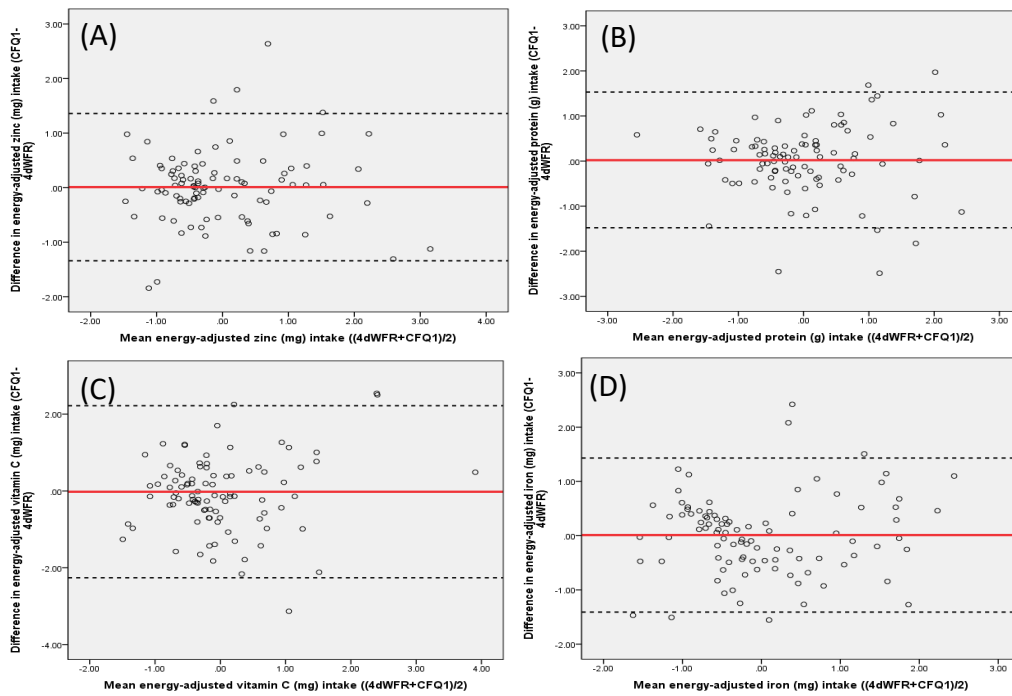 (A)
Difference in energy-adjusted zinc (mg) intake (CFQ1-
4dWFR)
3.00
2.00
1.00
.00
-1.00
-2.00
-2.00 -1.00 .00 1.00 2.00 3.00 4.00
Mean energy-adjusted zinc (mg) intake ((4dWFR+CFQ1)/2)
(B)
Difference in energy-adjusted protein (g) intake (CFQ1-
4dWFR)
3.00
2.00
1.00
.00
-1.00
-2.00
-3.00
-3.00 -2.00 -1.00 .00 1.00 2.00 3.00
Mean energy-adjusted protein (g) intake ((4dWFR+CFQ1)/2)
(C)
Difference in energy-adjusted vitamin C (mg) intake (CFQ1-
4dWFR)
2.00
.00
-2.00
-4.00
-2.00 -1.00 .00 1.00 2.00 3.00 4.00
Mean energy-adjusted vitamin C (mg) intake ((4dWFR+CFQ1)/2)
(D)
Difference in energy-adjusted iron (mg) intake (CFQ1-
4dWFR)
3.00
2.00
1.00
.00
-1.00
-2.00
-2.00 -1.00 .00 1.00 2.00 3.00
Mean energy-adjusted iron (mg) intake ((4dWFR+CFQ1)/2)